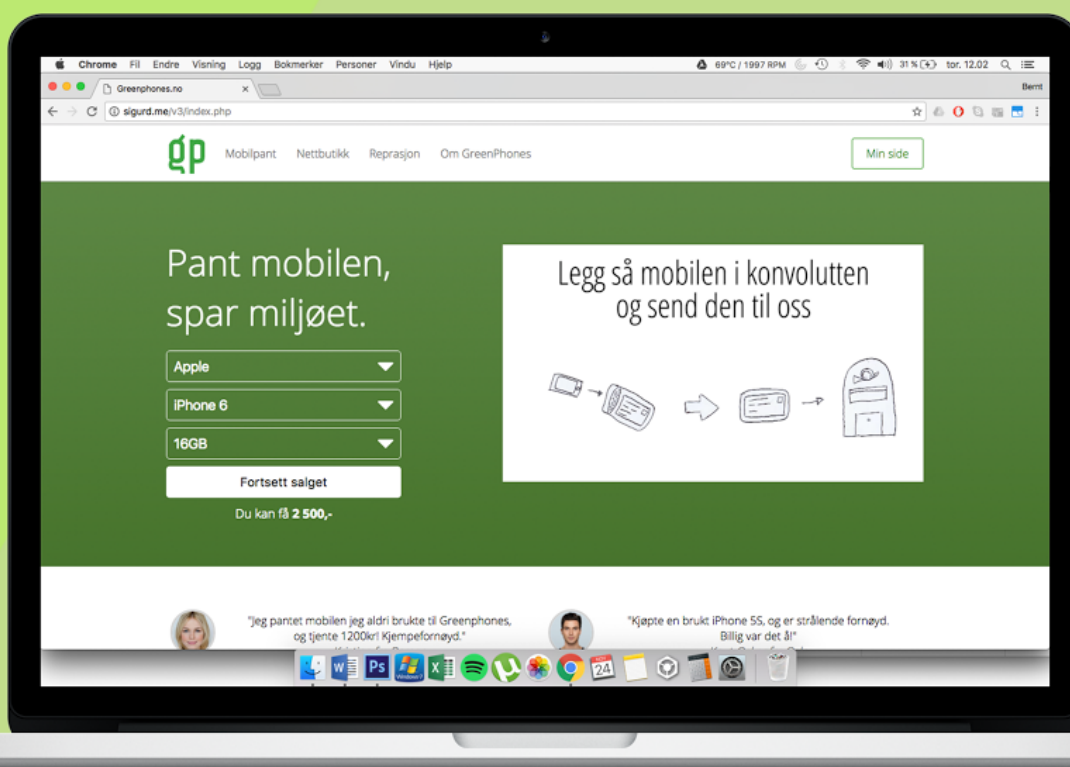 Chrome Fil Endre Visning Logg Bokmerker Personer Vindu Hjelp 69°C / 1997 RPM 31 % tor. 12.02
Greenphones.no Bernt
sigurd.me/v3/index.php
gp Mobilpant Nettbutikk Reprasjon Om GreenPhones Min side
Pant mobilen,
spar miljøet.
Apple
iPhone 6
16GB
Fortsett salget
Du kan få 2 500,-
Legg så mobilen i konvolutten
og send den til oss
"Jeg pantet mobilen jeg aldri brukte til Greenphones,
og tjente 1200kr! Kjempefornøyd."
"Kjøpte en brukt iPhone 5S, og er strålende fornøyd.
Billig var det å!"
Ps
24